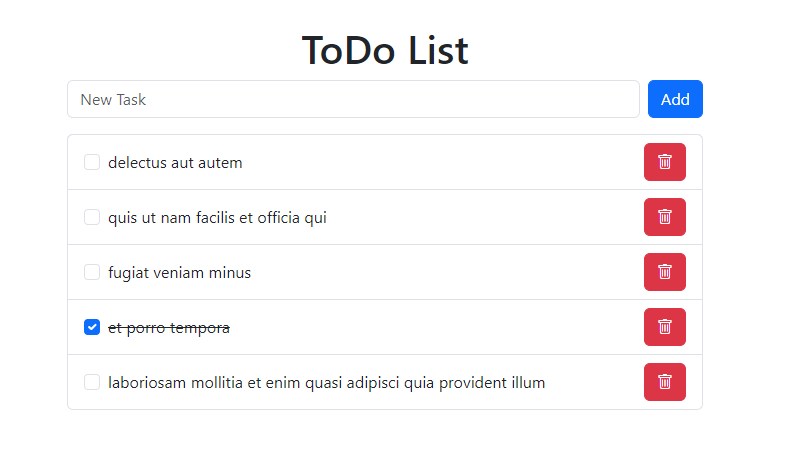 ToDo List
New Task
Add
delectus aut autem
quis ut nam facilis et officia qui
fugiat veniam minus
et porro tempora
laboriosam mollitia et enim quasi adipisci quia provident illum